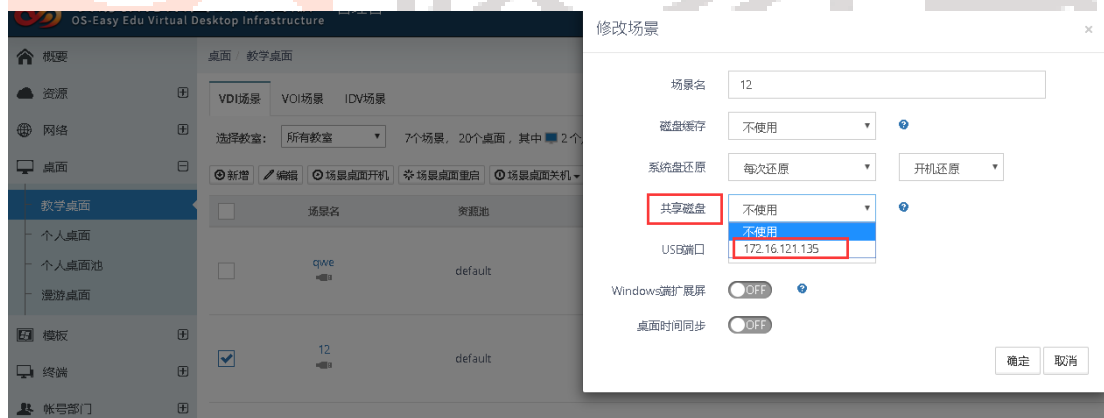 OS-Easy Edu Virtual Desktop Infrastructure
概要
资源
网络
桌面
教学桌面
个人桌面
个人桌面池
漫游桌面
模板
终端
帐号部门
桌面 / 教学桌面
VDI场景 VOI场景 IDV场景
选择教室: 所有教室 7个场景, 20个桌面, 其中 2 个
新增 编辑 场景桌面开机 场景桌面重启 场景桌面关机
场景名 资源池
qwe default
12 default
修改场景 ×
场景名 12
磁盘缓存 不使用
系统盘还原 每次还原 开机还原
共享磁盘 不使用
不使用
172.16.121.135
USB端口
Windows端扩展屏 OFF
桌面时间同步 OFF
确定 取消